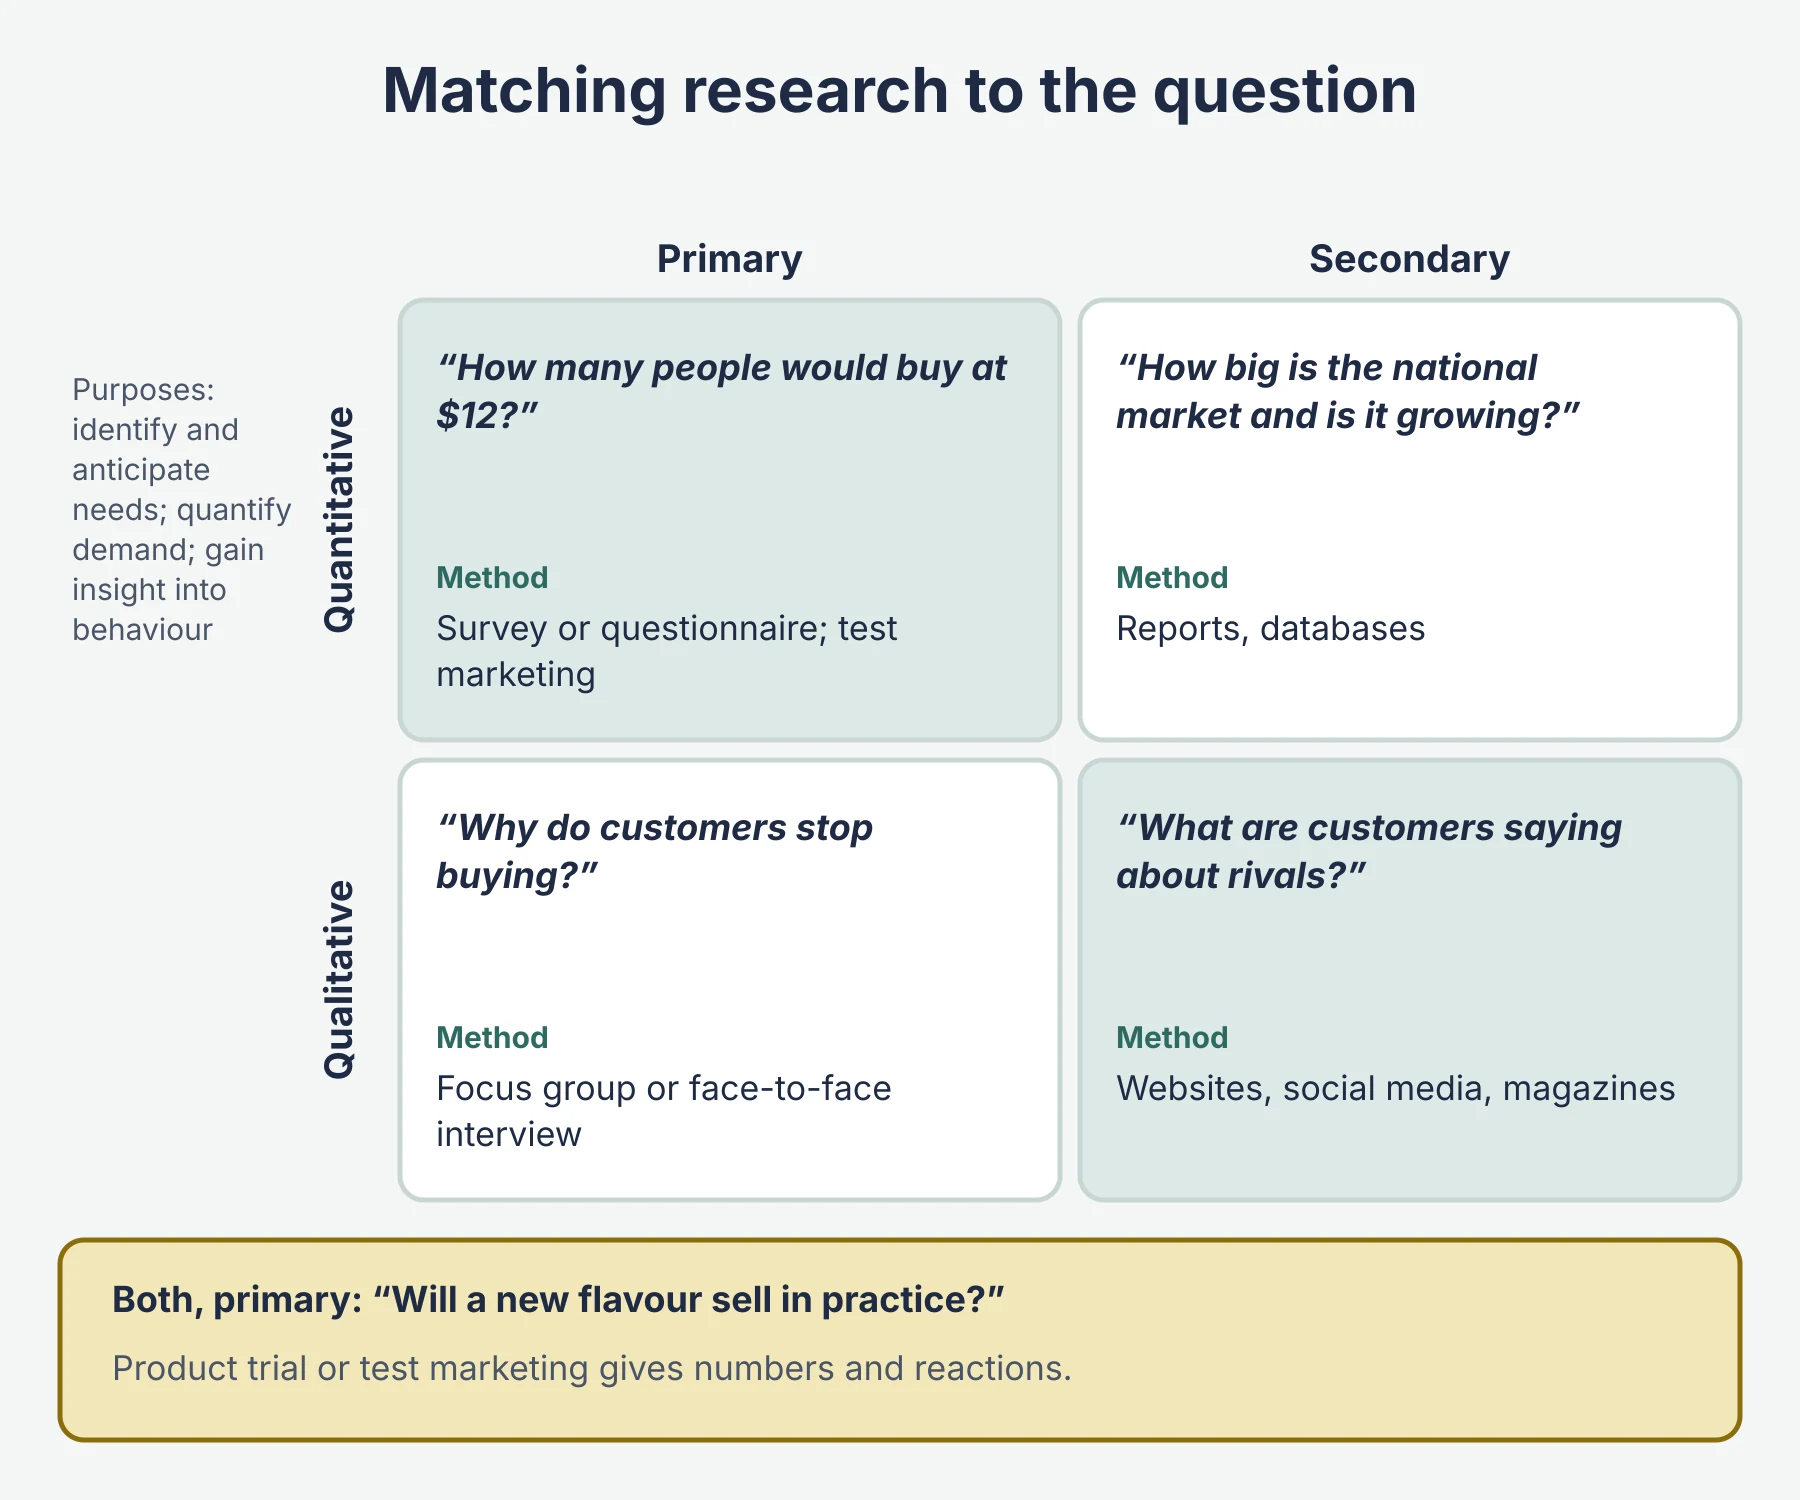 Matching research to the question
Primary
Secondary
Purposes:
identify and
anticipate
needs; quantify
demand; gain
insight into
behaviour
Quantitative
“How many people would buy at
$12?”
Method
Survey or questionnaire; test
marketing
“How big is the national
market and is it growing?”
Method
Reports, databases
Qualitative
“Why do customers stop
buying?”
Method
Focus group or face-to-face
interview
“What are customers saying
about rivals?”
Method
Websites, social media, magazines
Both, primary: “Will a new flavour sell in practice?”
Product trial or test marketing gives numbers and reactions.